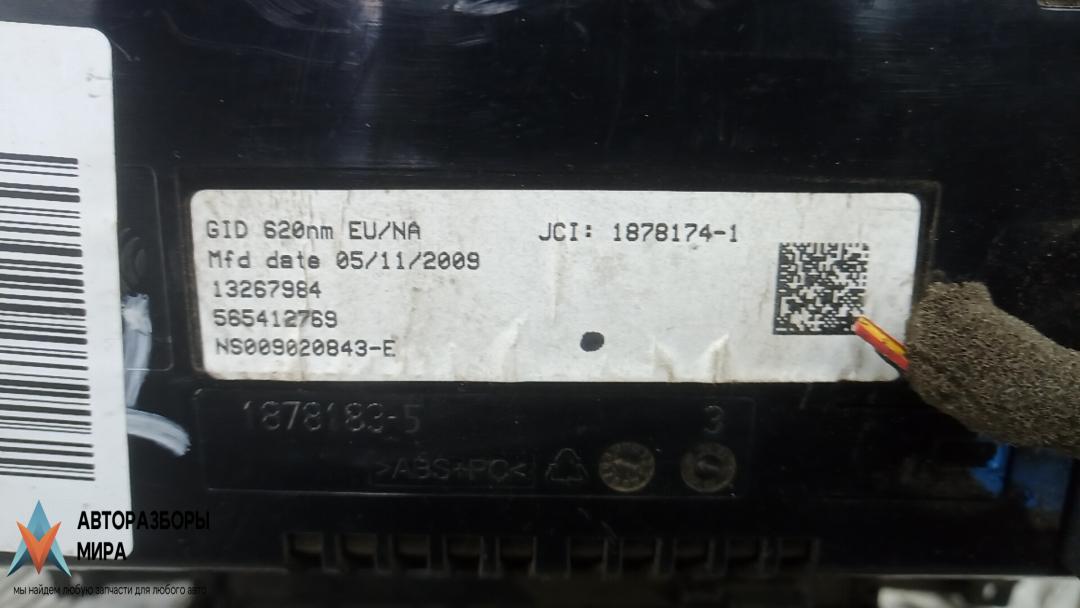 GID 620nm EU/NA
JCI: 1878174-1
Mfd date 05/11/2009
13267984
565412769
NS009020843-E
1878183-5
3
>ABS+PC<
АВТОРАЗБОРЫ
МИРА
мы найдем любую запчасти для любого авто